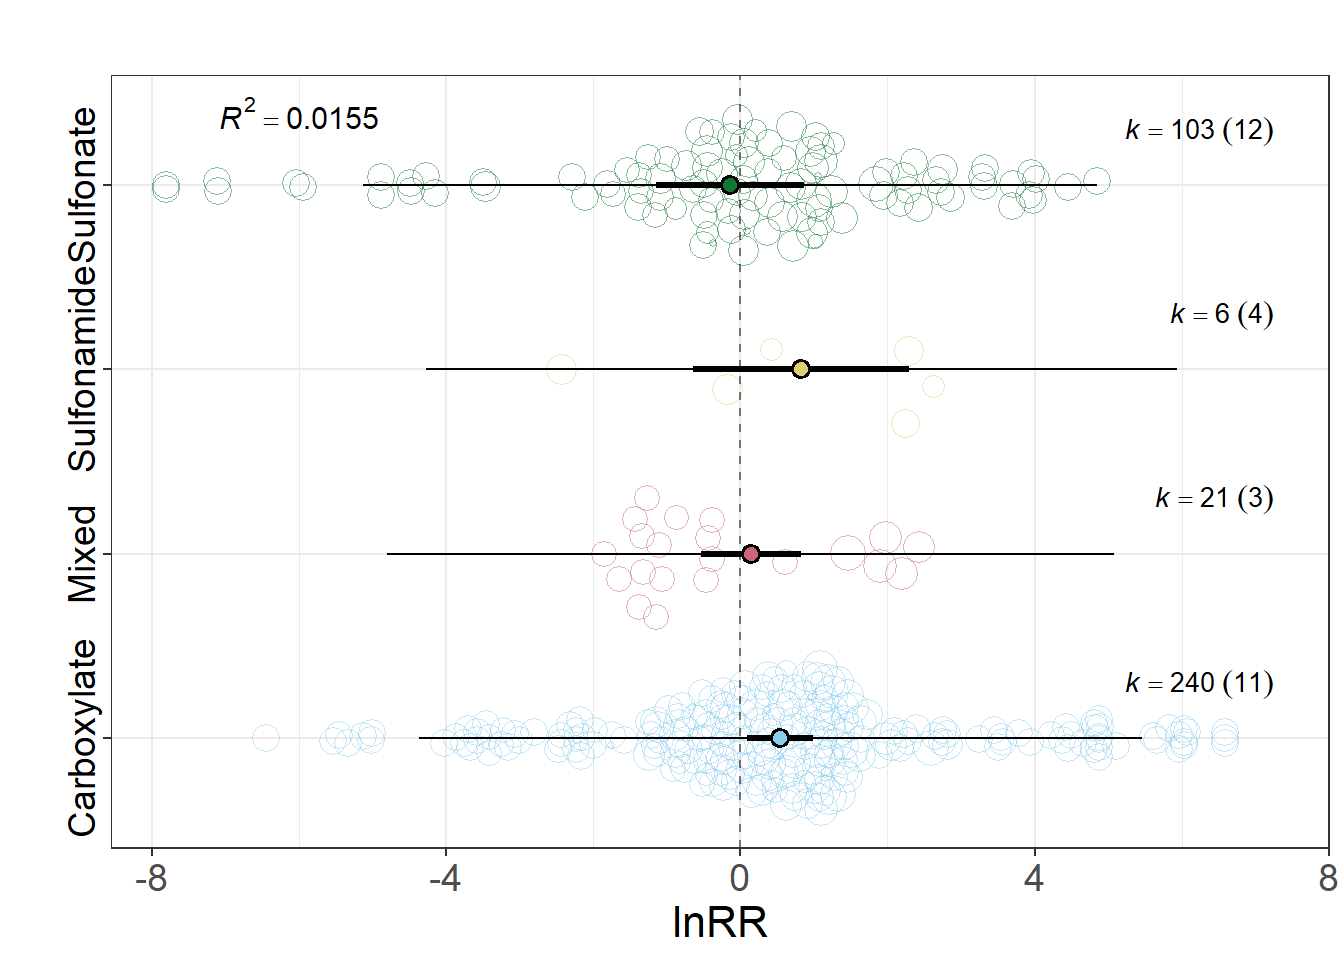 R² = 0.0155
k = 103 (12)
Sulfonate
k = 6 (4)
Sulfonamide
k = 21 (3)
Mixed
k = 240 (11)
Carboxylate
-8 -4 0 4 8
lnRR